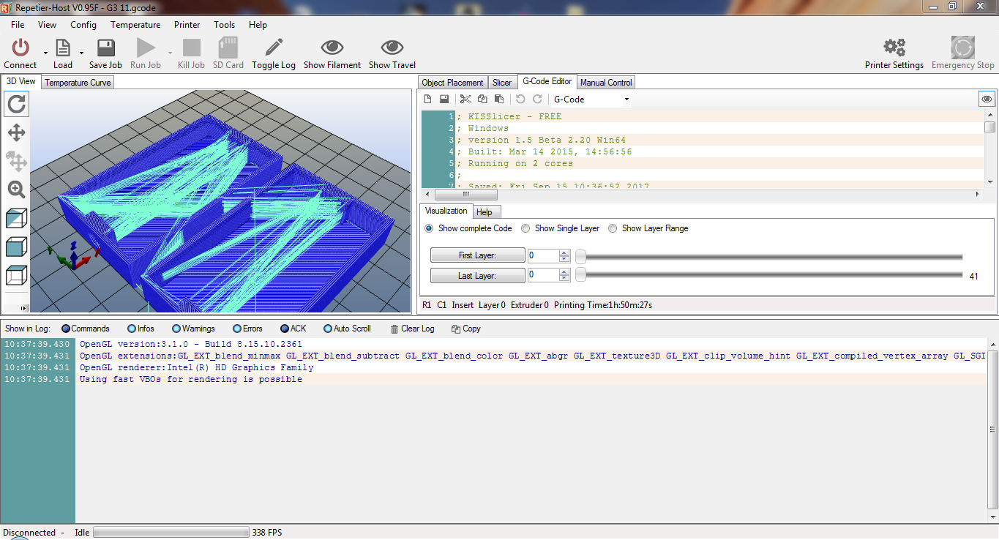 Repetier-Host V0.95F - G3 11.gcode
File View Config Temperature Printer Tools Help
Connect Load Save Job Run Job Kill Job SD Card Toggle Log Show Filament Show Travel Printer Settings Emergency Stop
3D View Temperature Curve
Object Placement Slicer G-Code Editor Manual Control
G-Code
1 ; KISSlicer - FREE
2 ; Windows
3 ; version 1.5 Beta 2.20 Win64
4 ; Built: Mar 14 2015, 14:56:56
5 ; Running on 2 cores
6 ;
7 ; Saved: Fri Sep 15 10:36:52 2017
Visualization Help
Show complete Code Show Single Layer Show Layer Range
First Layer: 0
Last Layer: 0 41
R1 C1 Insert Layer 0 Extruder 0 Printing Time:1h:50m:27s
Y Z X
Show in Log: Commands Infos Warnings Errors ACK Auto Scroll Clear Log Copy
10:37:39.430 OpenGL version:3.1.0 - Build 8.15.10.2361
10:37:39.431 OpenGL extensions:GL_EXT_blend_minmax GL_EXT_blend_subtract GL_EXT_blend_color GL_EXT_abgr GL_EXT_texture3D GL_EXT_clip_volume_hint GL_EXT_compiled_vertex_array GL_SGI
10:37:39.431 OpenGL renderer:Intel(R) HD Graphics Family
10:37:39.431 Using fast VBOs for rendering is possible
Disconnected - Idle 338 FPS